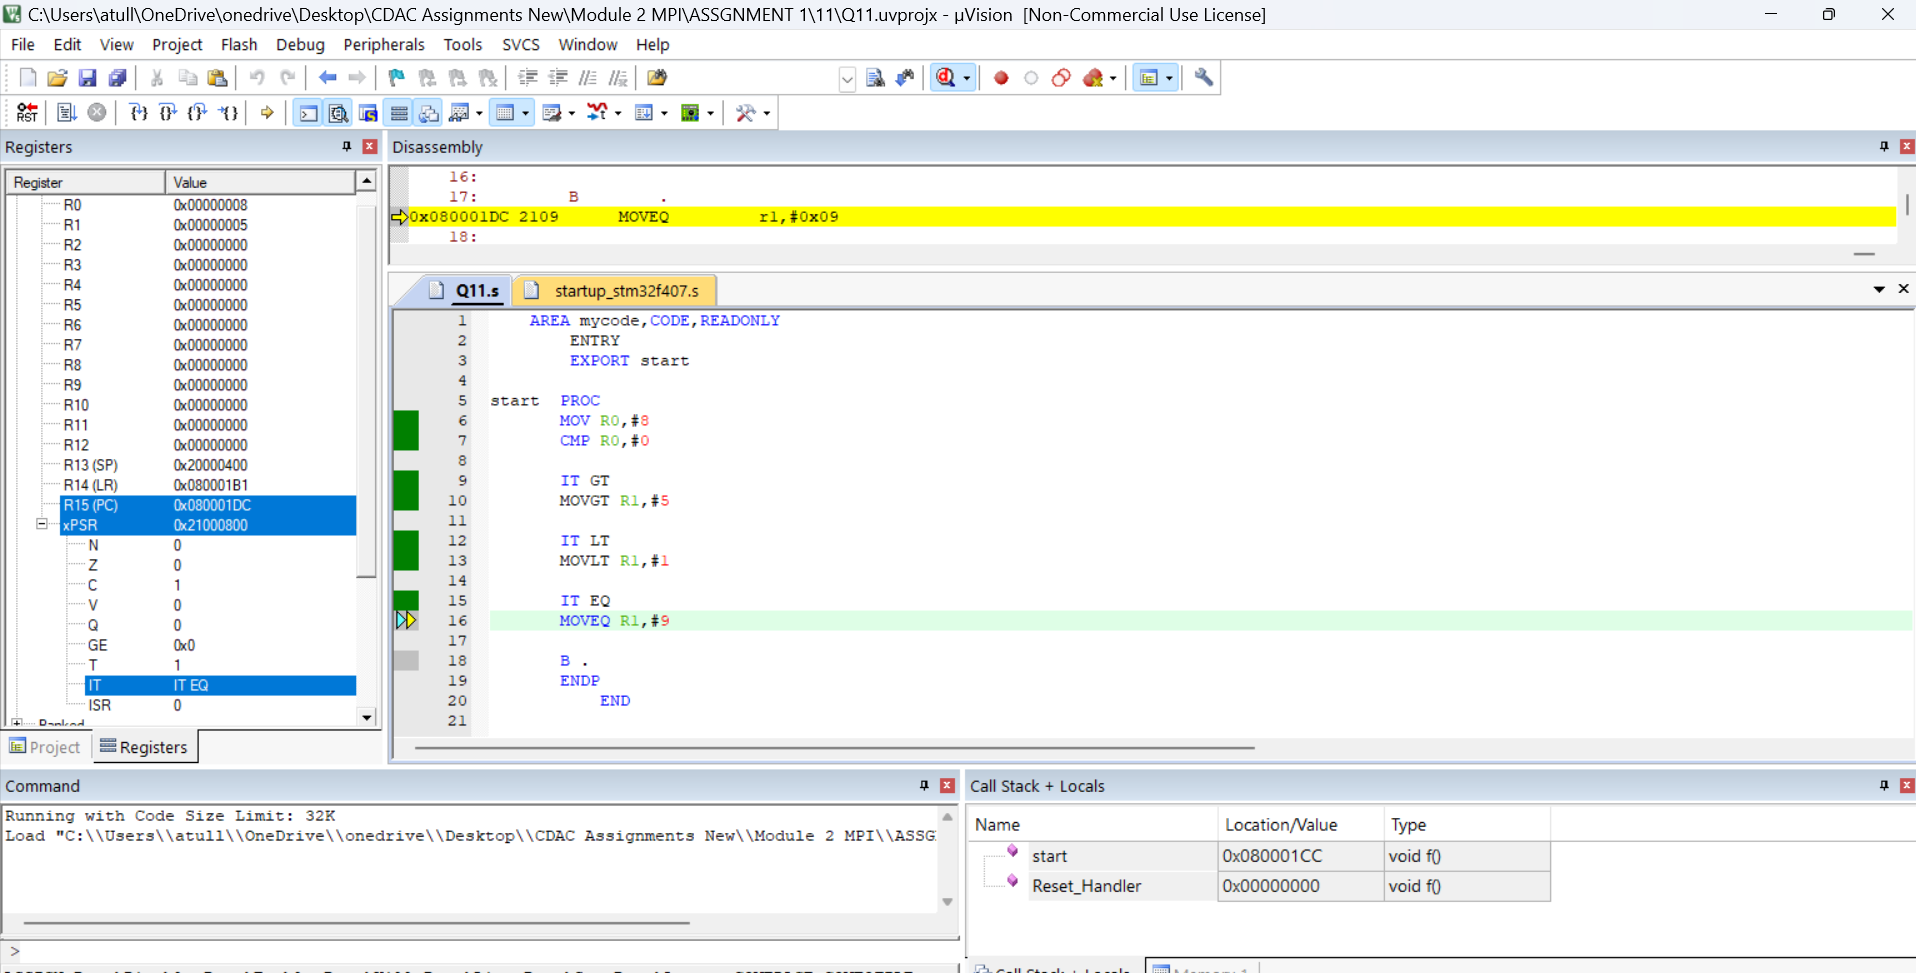 C:\Users\atull\OneDrive\onedrive\Desktop\CDAC Assignments New\Module 2 MPI\ASSGNMENT 1\11\Q11.uvprojx - µVision [Non-Commercial Use License]
File Edit View Project Flash Debug Peripherals Tools SVCS Window Help
RST
Registers
Register Value
R0 0x00000008
R1 0x00000005
R2 0x00000000
R3 0x00000000
R4 0x00000000
R5 0x00000000
R6 0x00000000
R7 0x00000000
R8 0x00000000
R9 0x00000000
R10 0x00000000
R11 0x00000000
R12 0x00000000
R13 (SP) 0x20000400
R14 (LR) 0x080001B1
R15 (PC) 0x080001DC
xPSR 0x21000800
N 0
Z 0
C 1
V 0
Q 0
GE 0x0
T 1
IT IT EQ
ISR 0
Banked
Project Registers
Disassembly
16:
17: B .
0x080001DC 2109 MOVEQ r1,#0x09
18:
Q11.s startup_stm32f407.s
1 AREA mycode,CODE,READONLY
2 ENTRY
3 EXPORT start
4
5 start PROC
6 MOV R0,#8
7 CMP R0,#0
8
9 IT GT
10 MOVGT R1,#5
11
12 IT LT
13 MOVLT R1,#1
14
15 IT EQ
16 MOVEQ R1,#9
17
18 B .
19 ENDP
20 END
21
Command
Running with Code Size Limit: 32K
Load "C:\\Users\\atull\\OneDrive\\onedrive\\Desktop\\CDAC Assignments New\\Module 2 MPI\\ASSG
>
Call Stack + Locals
Name Location/Value Type
start 0x080001CC void f()
Reset_Handler 0x00000000 void f()
Call Stack + Locals Memory 1